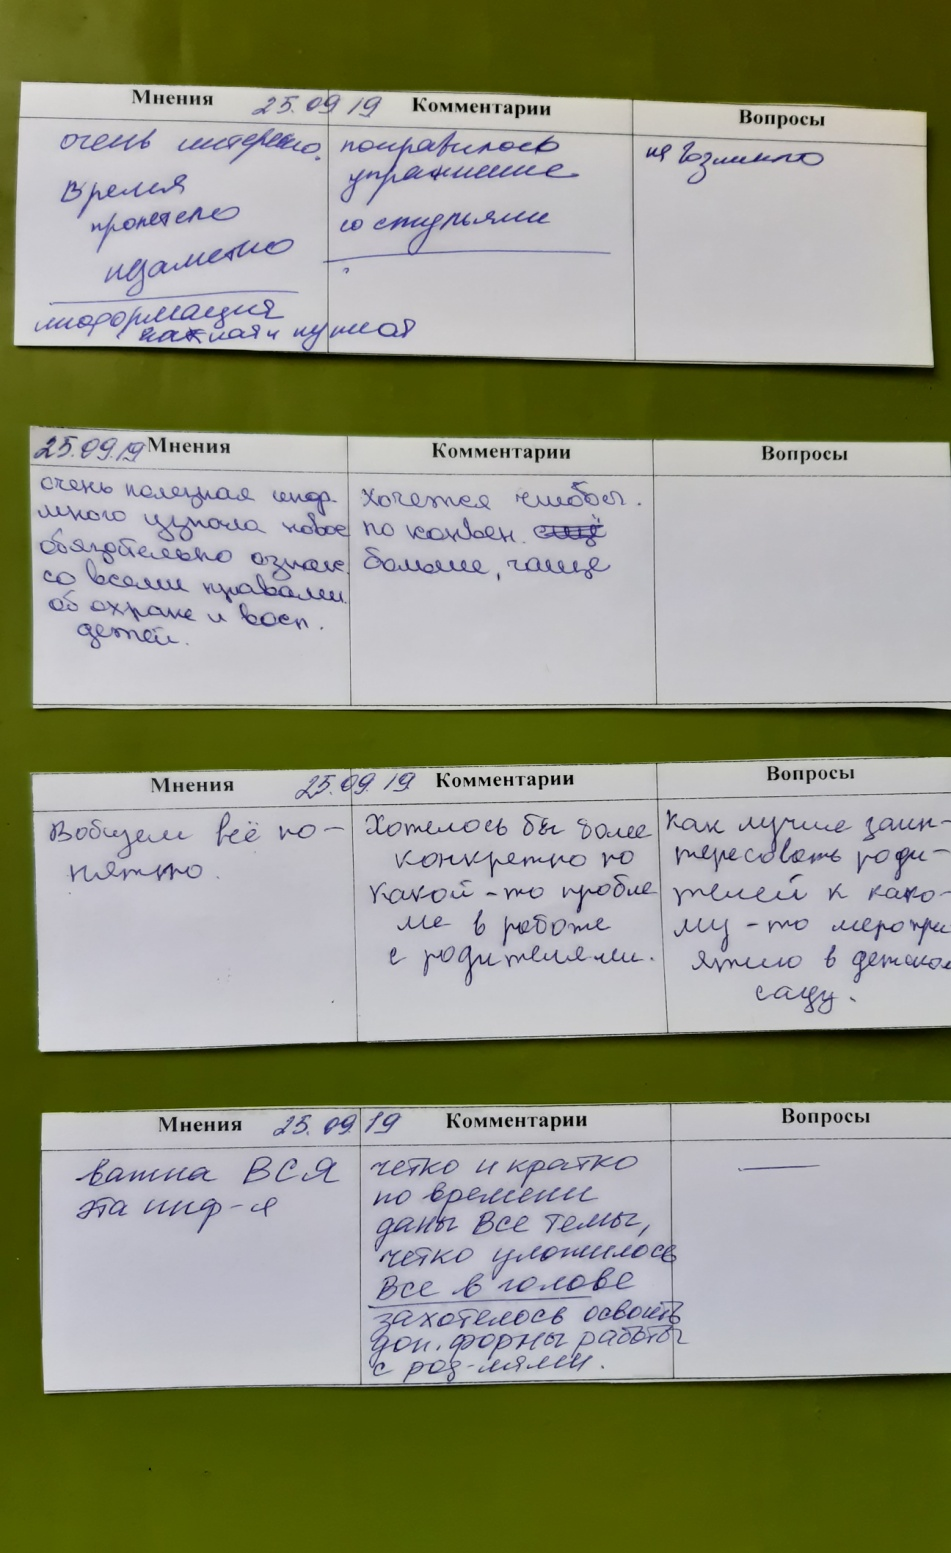 Мнения 25.09 19 Комментарии Вопросы
очень интересно.
Время
пролетело
незаметно
информация
важная и нужная
понравилось
упражнение
со стульями
не возникло
25.09.19 Мнения Комментарии Вопросы
очень полезная инф.
много узнала новое
обязательно ознак.
со всеми правами
об охране и восп.
детей.
хочется чтобы.
по конвен.
больше, чаще
Мнения 25.09 19 Комментарии Вопросы
Вобщем всё по-
нятно.
Хотелось бы более
конкретно по
какой-то пробле
ме в работе
с родителями.
Как лучше заин-
тересовать роди-
телей к како-
му-то меропри
ятию в детском
саду.
Мнения 25.09 19 Комментарии Вопросы
важна ВСЯ
эта инф-я
четко и кратко
по времени
даны Все темы,
четко уложилось
Все в голове
захотелось освоить
доп. формы работы
с род-лями.